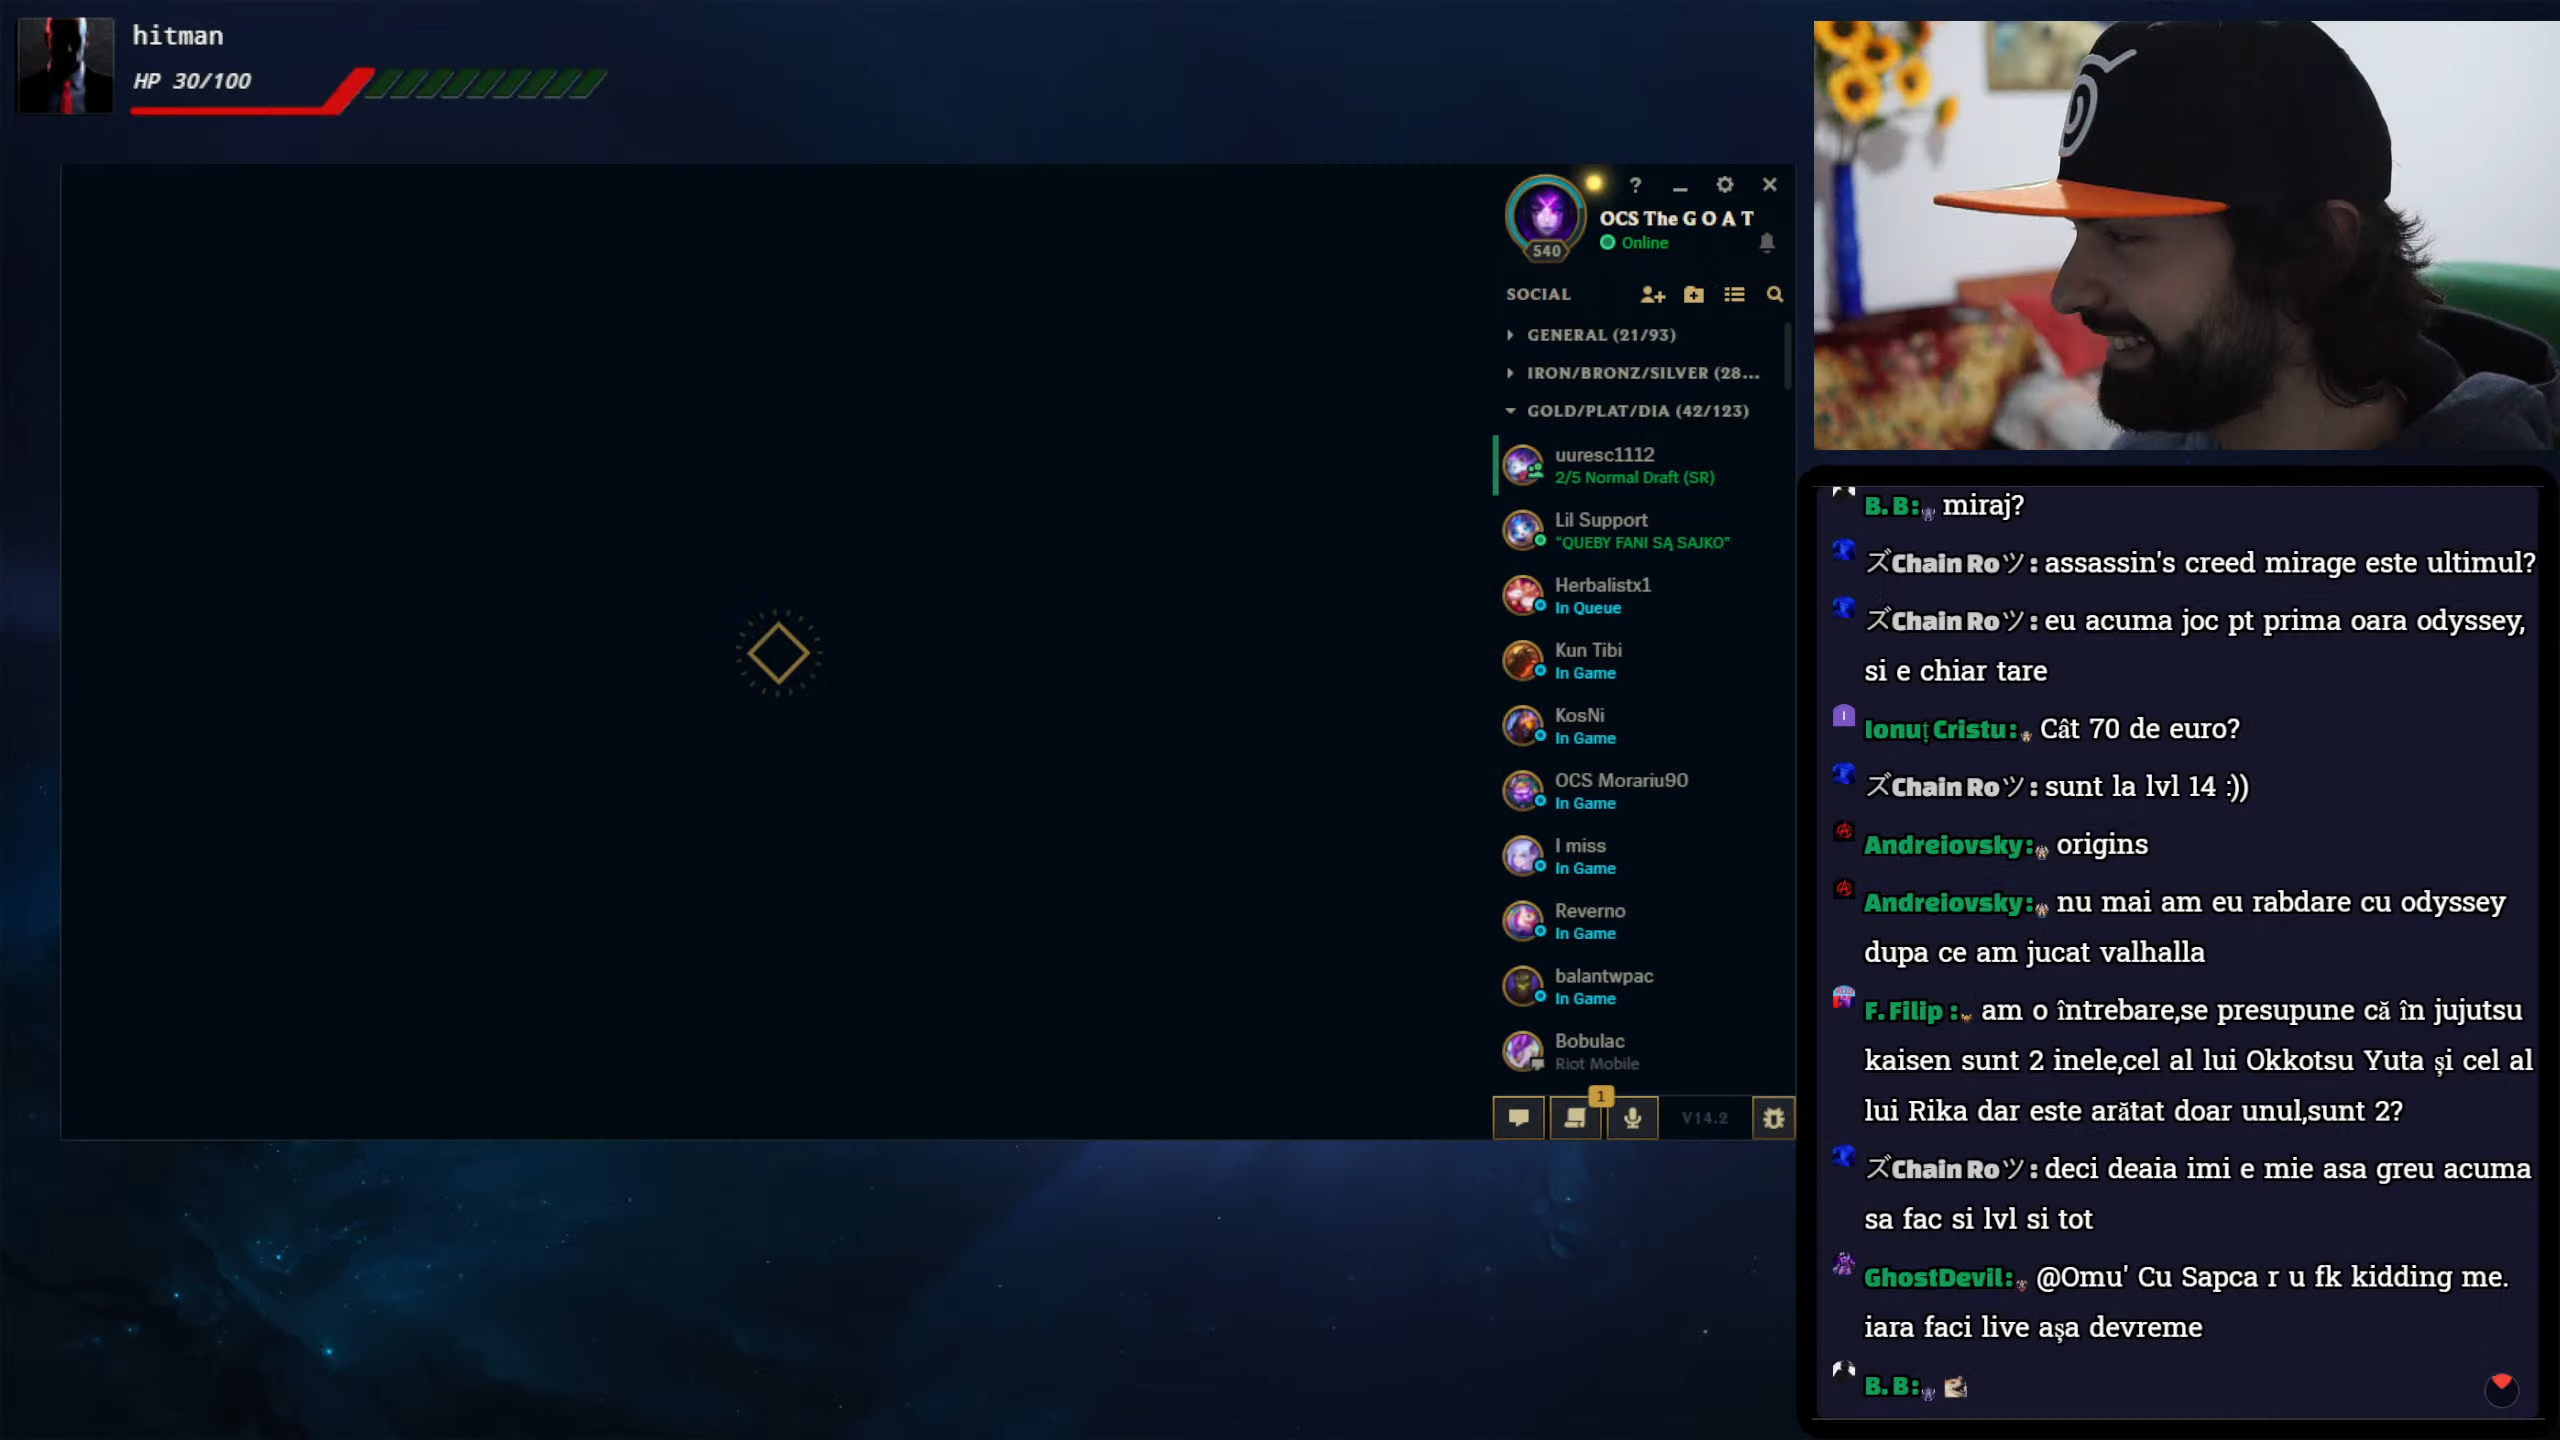 hitman
HP 30/100
?
OCS The G O A T
540
Online
SOCIAL
GENERAL (21/93)
IRON/BRONZ/SILVER (28...
GOLD/PLAT/DIA (42/123)
uuresc1112
2/5 Normal Draft (SR)
Lil Support
"QUEBY FANI SĄ SAJKO"
Herbalistx1
In Queue
Kun Tibi
In Game
KosNi
In Game
OCS Morariu90
In Game
I miss
In Game
Reverno
In Game
balantwpac
In Game
Bobulac
Riot Mobile
1
V14.2
B. B: miraj?
ズChain Roツ: assassin's creed mirage este ultimul?
ズChain Roツ: eu acuma joc pt prima oara odyssey,
si e chiar tare
I
Ionuț Cristu: Cât 70 de euro?
ズChain Roツ: sunt la lvl 14 :))
Andreiovsky: origins
Andreiovsky: nu mai am eu rabdare cu odyssey
dupa ce am jucat valhalla
F. Filip : am o întrebare,se presupune că în jujutsu
kaisen sunt 2 inele,cel al lui Okkotsu Yuta și cel al
lui Rika dar este arătat doar unul,sunt 2?
ズChain Roツ: deci deaia imi e mie asa greu acuma
sa fac si lvl si tot
GhostDevil: @Omu' Cu Sapca r u fk kidding me.
iara faci live așa devreme
B. B: